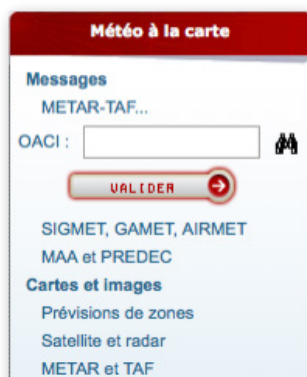 Météo à la carte
Messages
METAR-TAF...
OACI :
VALIDER
SIGMET, GAMET, AIRMET
MAA et PREDEC
Cartes et images
Prévisions de zones
Satellite et radar
METAR et TAF